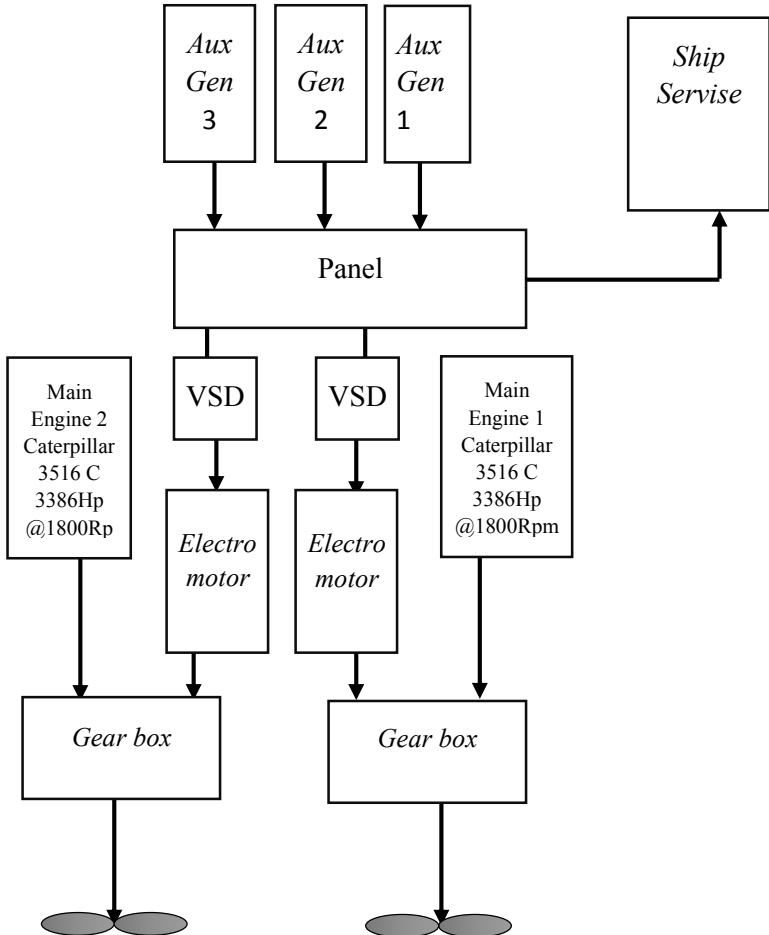 Aux
Gen
3
Aux
Gen
2
Aux
Gen
1
Ship
Servise
Panel
Main
Engine 2
Caterpillar
3516 C
3386Hp
@1800Rp
VSD
VSD
Main
Engine 1
Caterpillar
3516 C
3386Hp
@1800Rpm
Electro
motor
Electro
motor
Gear box
Gear box